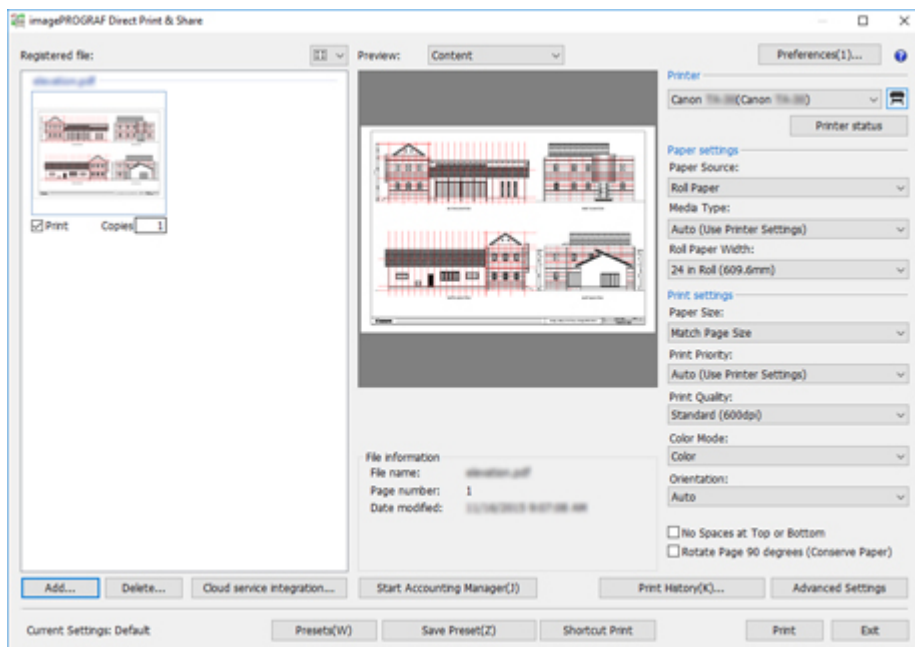 imagePROGRAF Direct Print & Share
Registered file:
Preview: Content
Preferences(1)...
Printer
Canon (Canon )
Printer status
Paper settings
Paper Source:
Roll Paper
Media Type:
Auto (Use Printer Settings)
Roll Paper Width:
24 in Roll (609.6mm)
Print settings
Paper Size:
Match Page Size
Print Priority:
Auto (Use Printer Settings)
Print Quality:
Standard (600dpi)
Color Mode:
Color
Orientation:
Auto
No Spaces at Top or Bottom
Rotate Page 90 degrees (Conserve Paper)
Print Copies 1
File information
File name:
Page number: 1
Date modified:
Add... Delete... Cloud service integration... Start Accounting Manager(J) Print History(K)... Advanced Settings
Current Settings: Default Presets(W) Save Preset(Z) Shortcut Print Print Exit